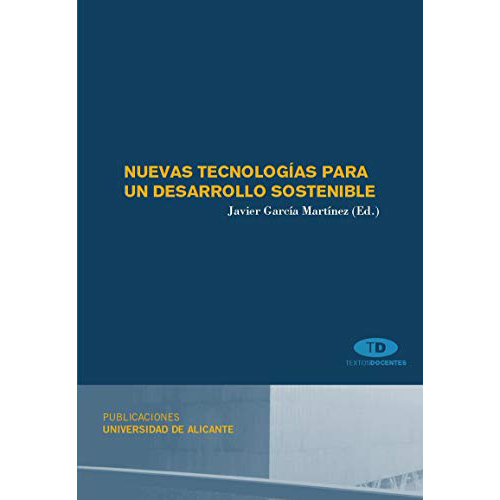 NUEVAS TECNOLOGÍAS PARA
UN DESARROLLO SOSTENIBLE
Javier García Martínez (Ed.)
TD
TEXTOSDOCENTES
PUBLICACIONES
UNIVERSIDAD DE ALICANTE